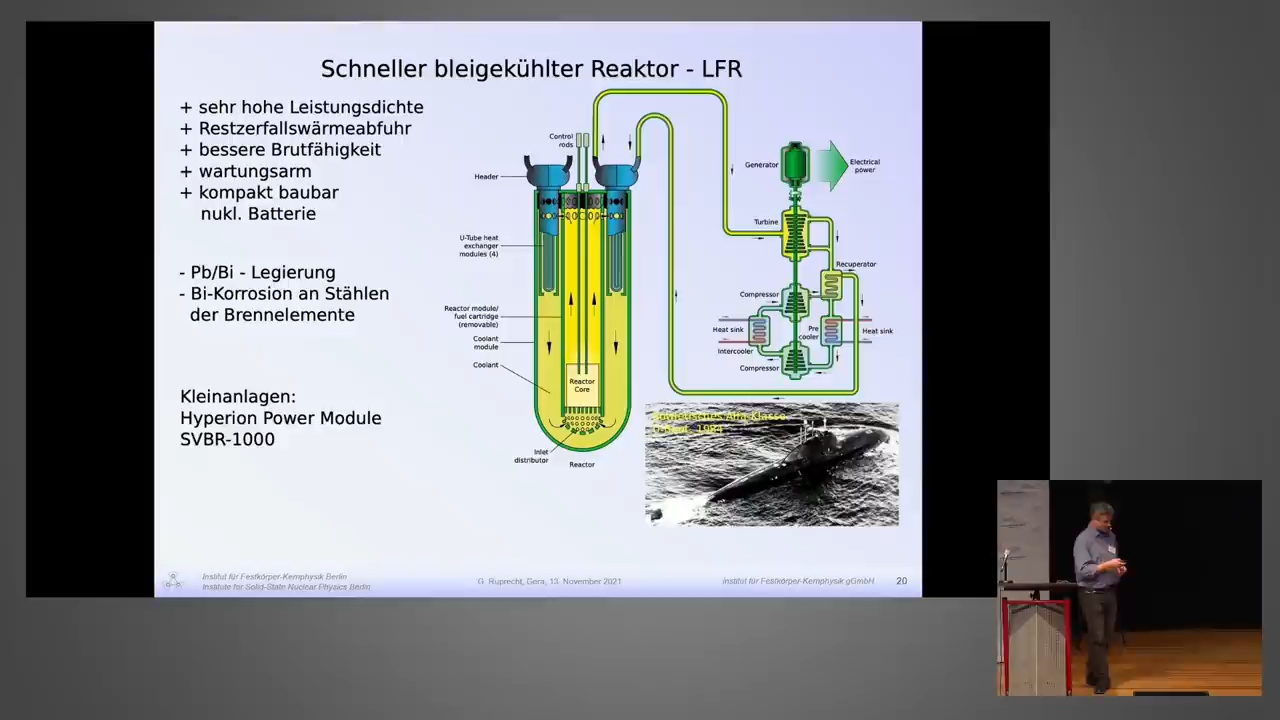 Schneller bleigekühlter Reaktor - LFR
+ sehr hohe Leistungsdichte
+ Restzerfallswärmeabfuhr
+ bessere Brutfähigkeit
+ wartungsarm
+ kompakt baubar
nukl. Batterie
- Pb/Bi - Legierung
- Bi-Korrosion an Stählen
der Brennelemente
Kleinanlagen:
Hyperion Power Module
SVBR-1000
Control
rods
Header
U-Tube heat
exchanger
modules (4)
Reactor module/
fuel cartridge
(removable)
Coolant
module
Coolant
Reactor
Core
Inlet
distributor
Reactor
Generator
Electrical
power
Turbine
Recuperator
Compressor
Heat sink
Pre
cooler
Heat sink
Intercooler
Compressor
Sowjetisches Alfa-Klasse
Institut für Festkörper-Kernphysik Berlin
Institute for Solid-State Nuclear Physics Berlin
G. Ruprecht, Gera, 13. November 2021
Institut für Festkörper-Kernphysik gGmbH
20